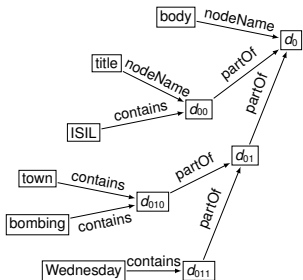 body
nodeName
d0
title
nodeName
partOf
contains
d00
ISIL
partOf
d01
town
contains
partOf
d010
bombing
contains
partOf
Wednesday
contains
d011